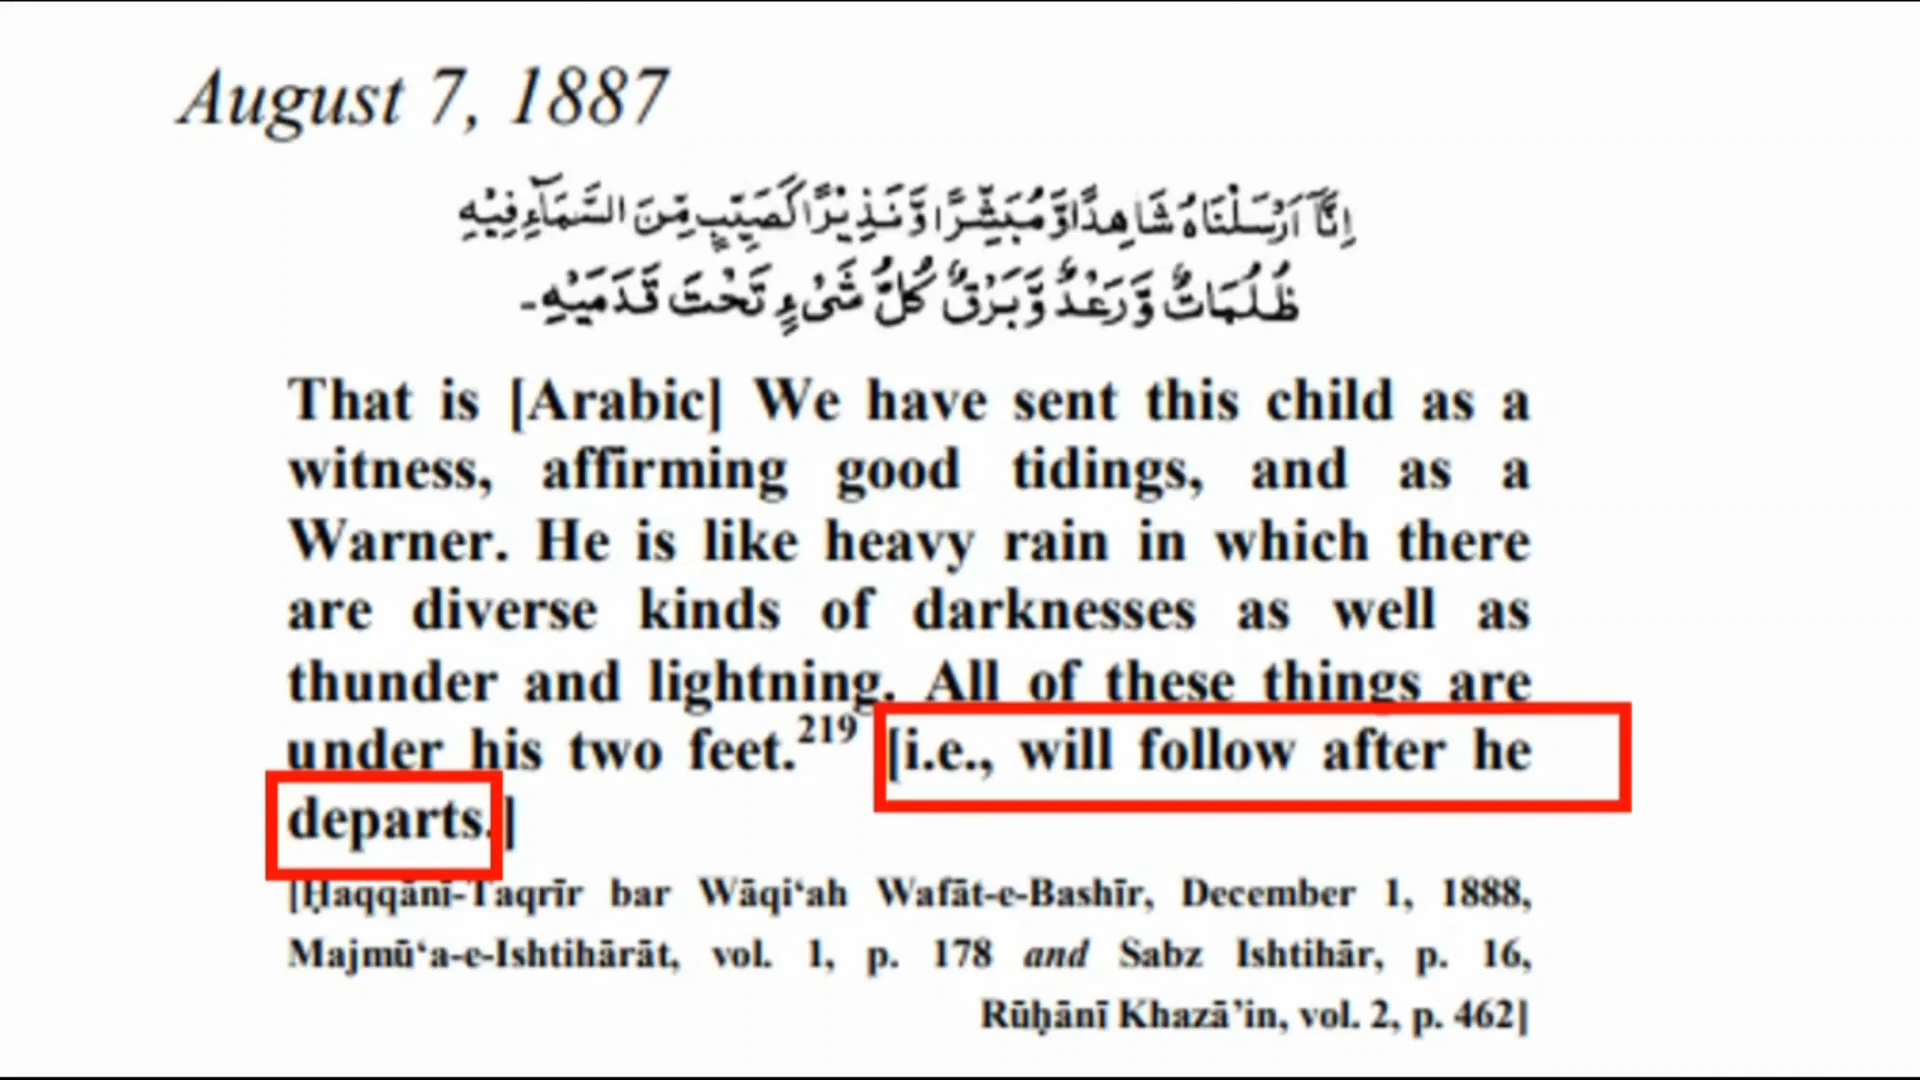 August 7, 1887
اِنَّآ اَرْسَلْنَاهُ شَاهِدًا وَّ مُبَشِّرًا وَّ نَذِيْرًا كَصَيِّبٍ مِّنَ السَّمَآءِ فِيْهِ
ظُلُمَاتٌ وَّ رَعْدٌ وَّ بَرْقٌ كُلُّ شَیْءٍ تَحْتَ قَدَمَيْهِ۔
That is [Arabic] We have sent this child as a
witness, affirming good tidings, and as a
Warner. He is like heavy rain in which there
are diverse kinds of darknesses as well as
thunder and lightning. All of these things are
under his two feet.²¹⁹ [i.e., will follow after he
departs.]
[Ḥaqqānī-Taqrīr bar Wāqi‘ah Wafāt-e-Bashīr, December 1, 1888,
Majmū‘a-e-Ishtihārāt, vol. 1, p. 178 and Sabz Ishtihār, p. 16,
Rūḥānī Khazā’in, vol. 2, p. 462]